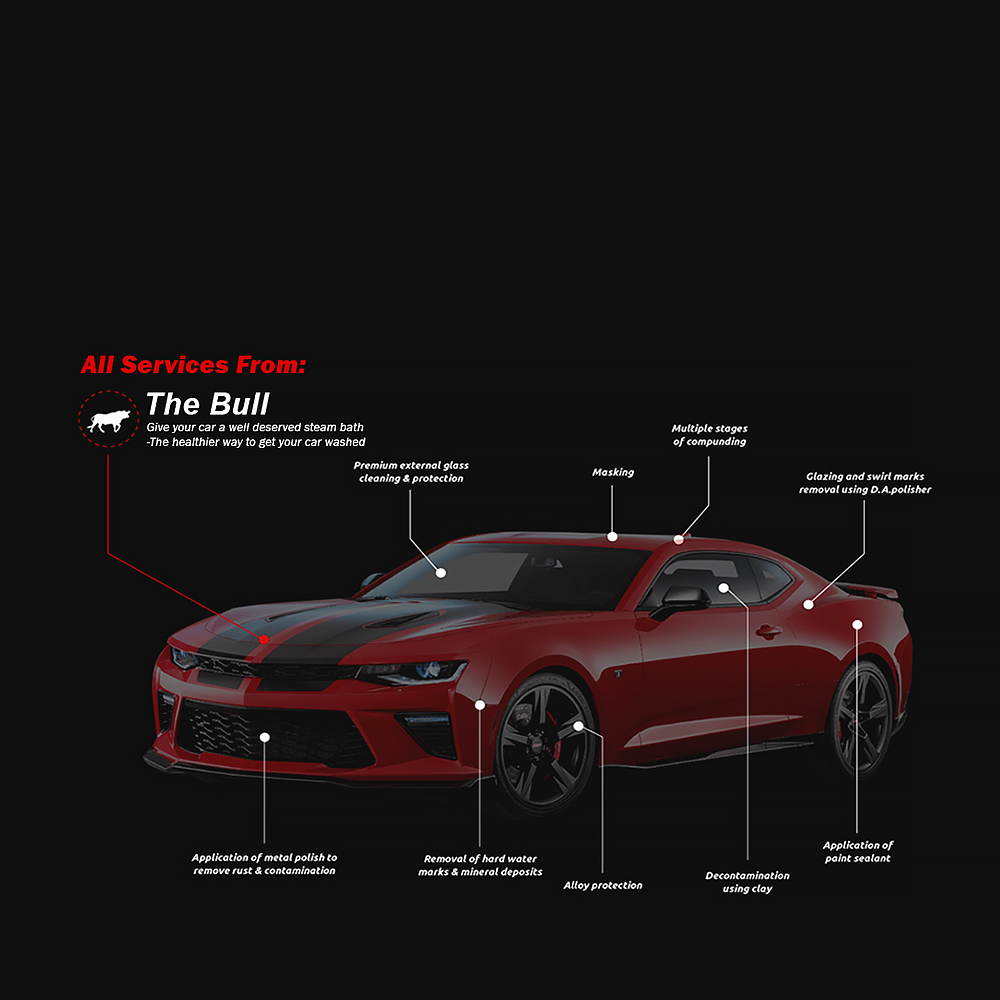 All Services From:
The Bull
Give your car a well deserved steam bath
-The healthier way to get your car washed
Multiple stages
of compunding
Premium external glass
cleaning & protection
Masking
Glazing and swirl marks
removal using D.A.polisher
Application of metal polish to
remove rust & contamination
Removal of hard water
marks & mineral deposits
Alloy protection
Decontamination
using clay
Application of
paint sealant